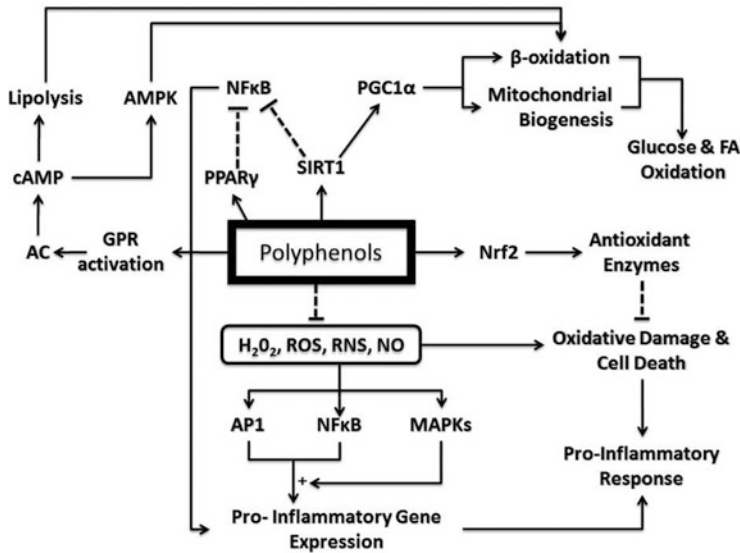 β-oxidation
Lipolysis
AMPK
NFκB
PGC1α
Mitochondrial
Biogenesis
Glucose & FA
Oxidation
cAMP
PPARγ
SIRT1
AC
GPR
activation
Polyphenols
Nrf2
Antioxidant
Enzymes
H₂0₂, ROS, RNS, NO
Oxidative Damage &
Cell Death
AP1
NFκB
MAPKs
+
Pro-Inflammatory
Response
Pro- Inflammatory Gene
Expression